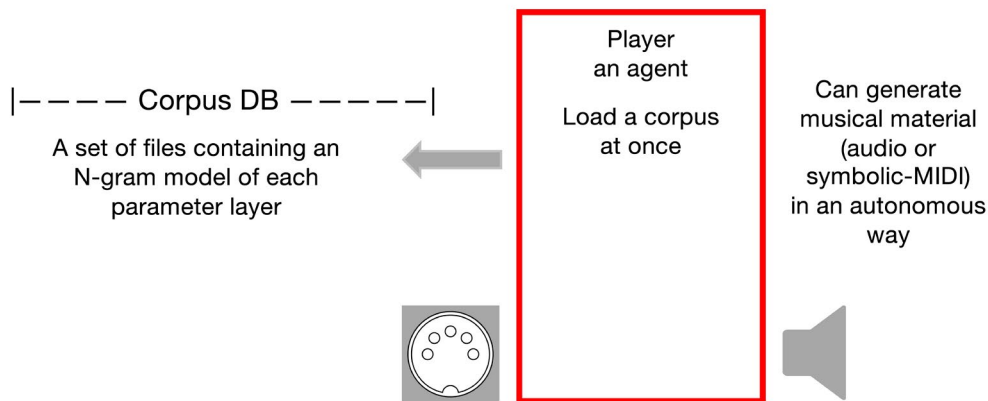 |– – – – – Corpus DB – – – – – |
A set of files containing an
N-gram model of each
parameter layer
Player
an agent
Load a corpus
at once
Can generate
musical material
(audio or
symbolic-MIDI)
in an autonomous
way